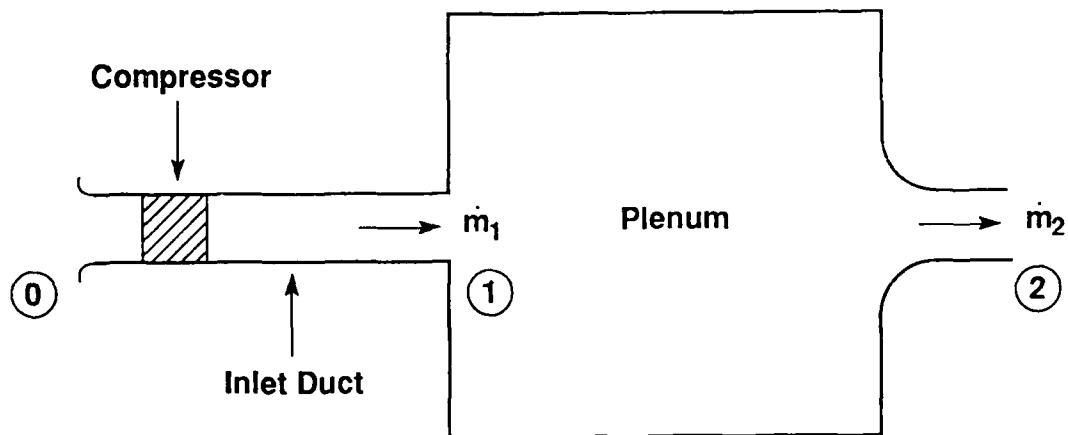 Compressor
ṁ1
Plenum
ṁ2
0
1
2
Inlet Duct